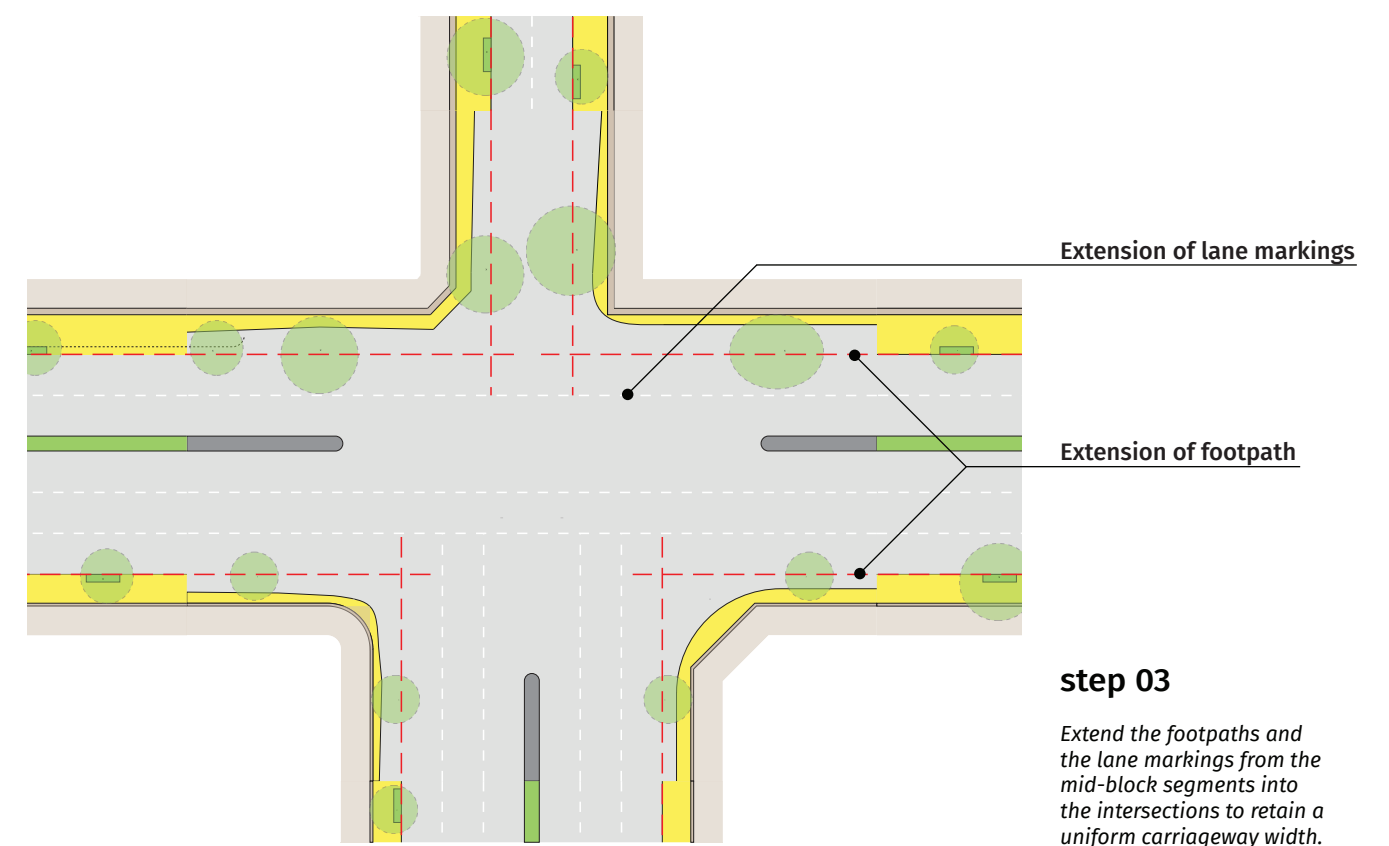 Extension of lane markings
Extension of footpath
step 03
Extend the footpaths and
the lane markings from the
mid-block segments into
the intersections to retain a
uniform carriageway width.